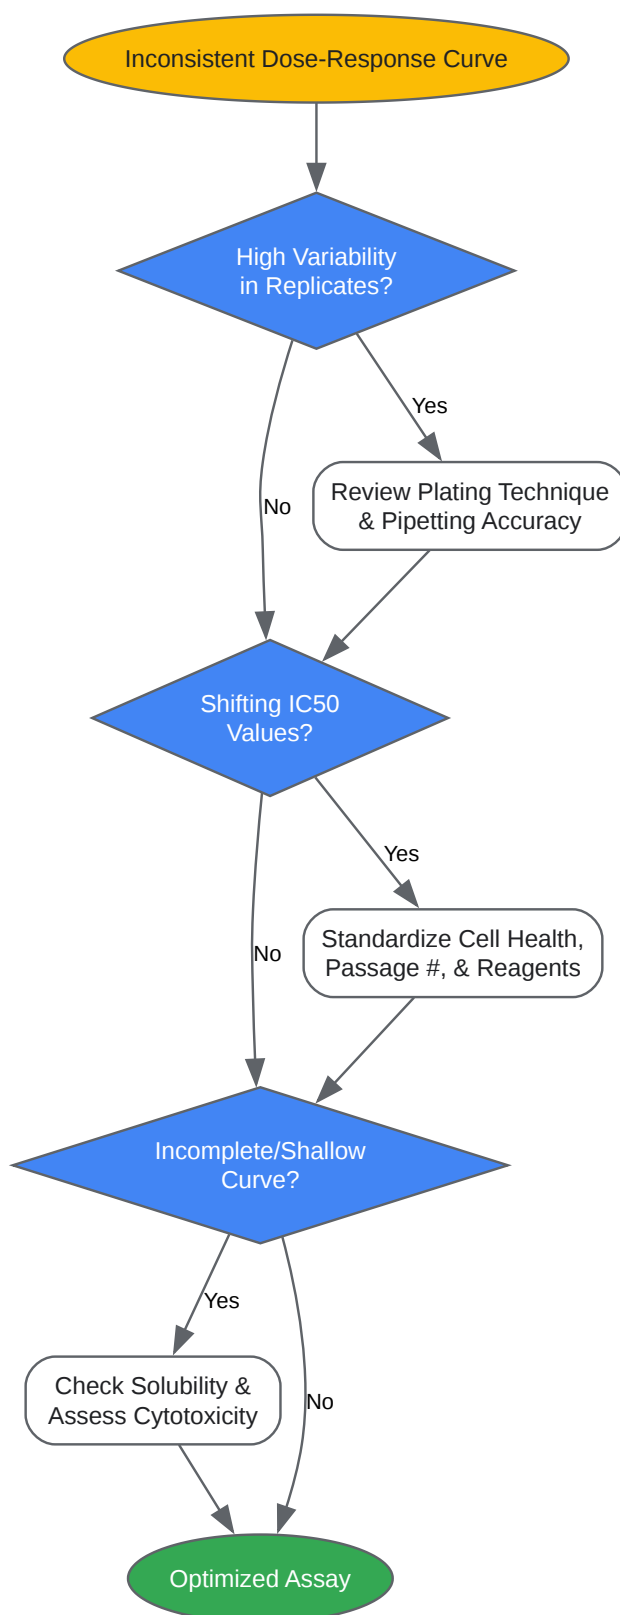 Inconsistent Dose-Response Curve
High Variability
in Replicates?
Yes
Review Plating Technique
& Pipetting Accuracy
No
Shifting IC50
Values?
Yes
Standardize Cell Health,
Passage #, & Reagents
No
Incomplete/Shallow
Curve?
Yes
Check Solubility &
Assess Cytotoxicity
No
Optimized Assay